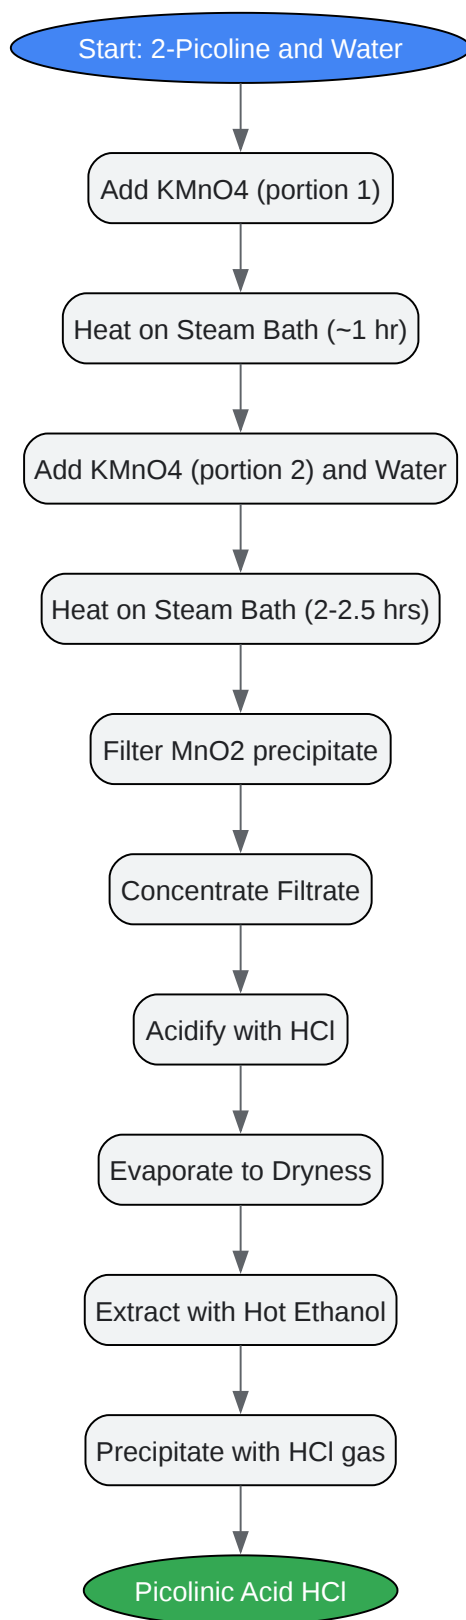 Start: 2-Picoline and Water
Add KMnO4 (portion 1)
Heat on Steam Bath (~1 hr)
Add KMnO4 (portion 2) and Water
Heat on Steam Bath (2-2.5 hrs)
Filter MnO2 precipitate
Concentrate Filtrate
Acidify with HCl
Evaporate to Dryness
Extract with Hot Ethanol
Precipitate with HCl gas
Picolinic Acid HCl